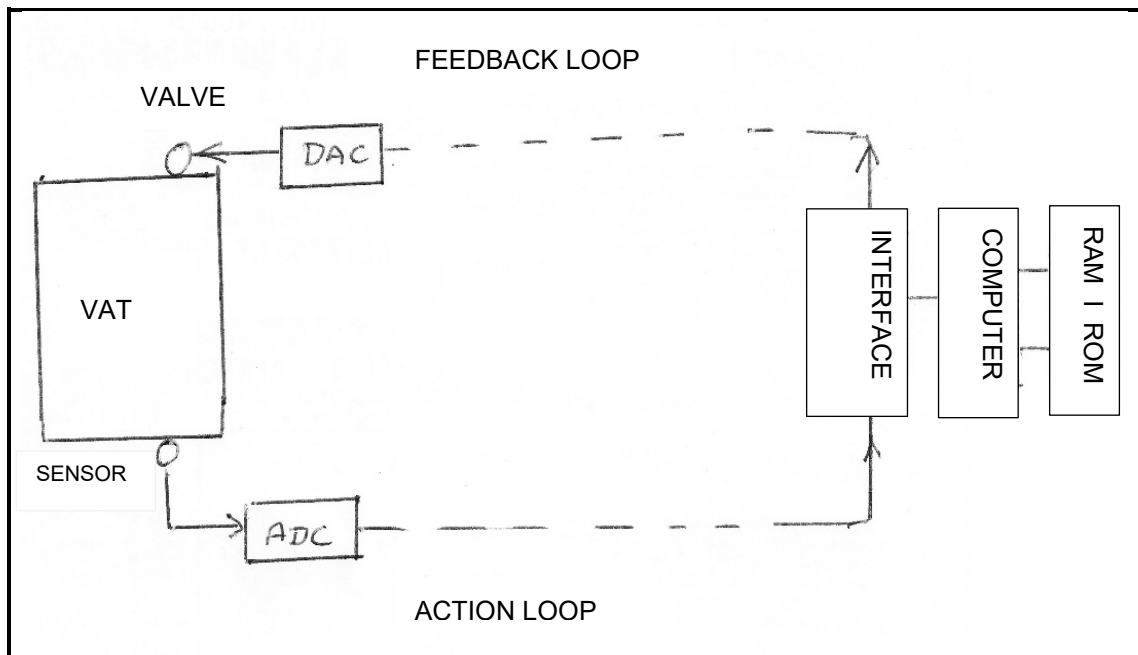 FEEDBACK LOOP
VALVE
DAC
VAT
INTERFACE
COMPUTER
RAM I ROM
SENSOR
ADC
ACTION LOOP